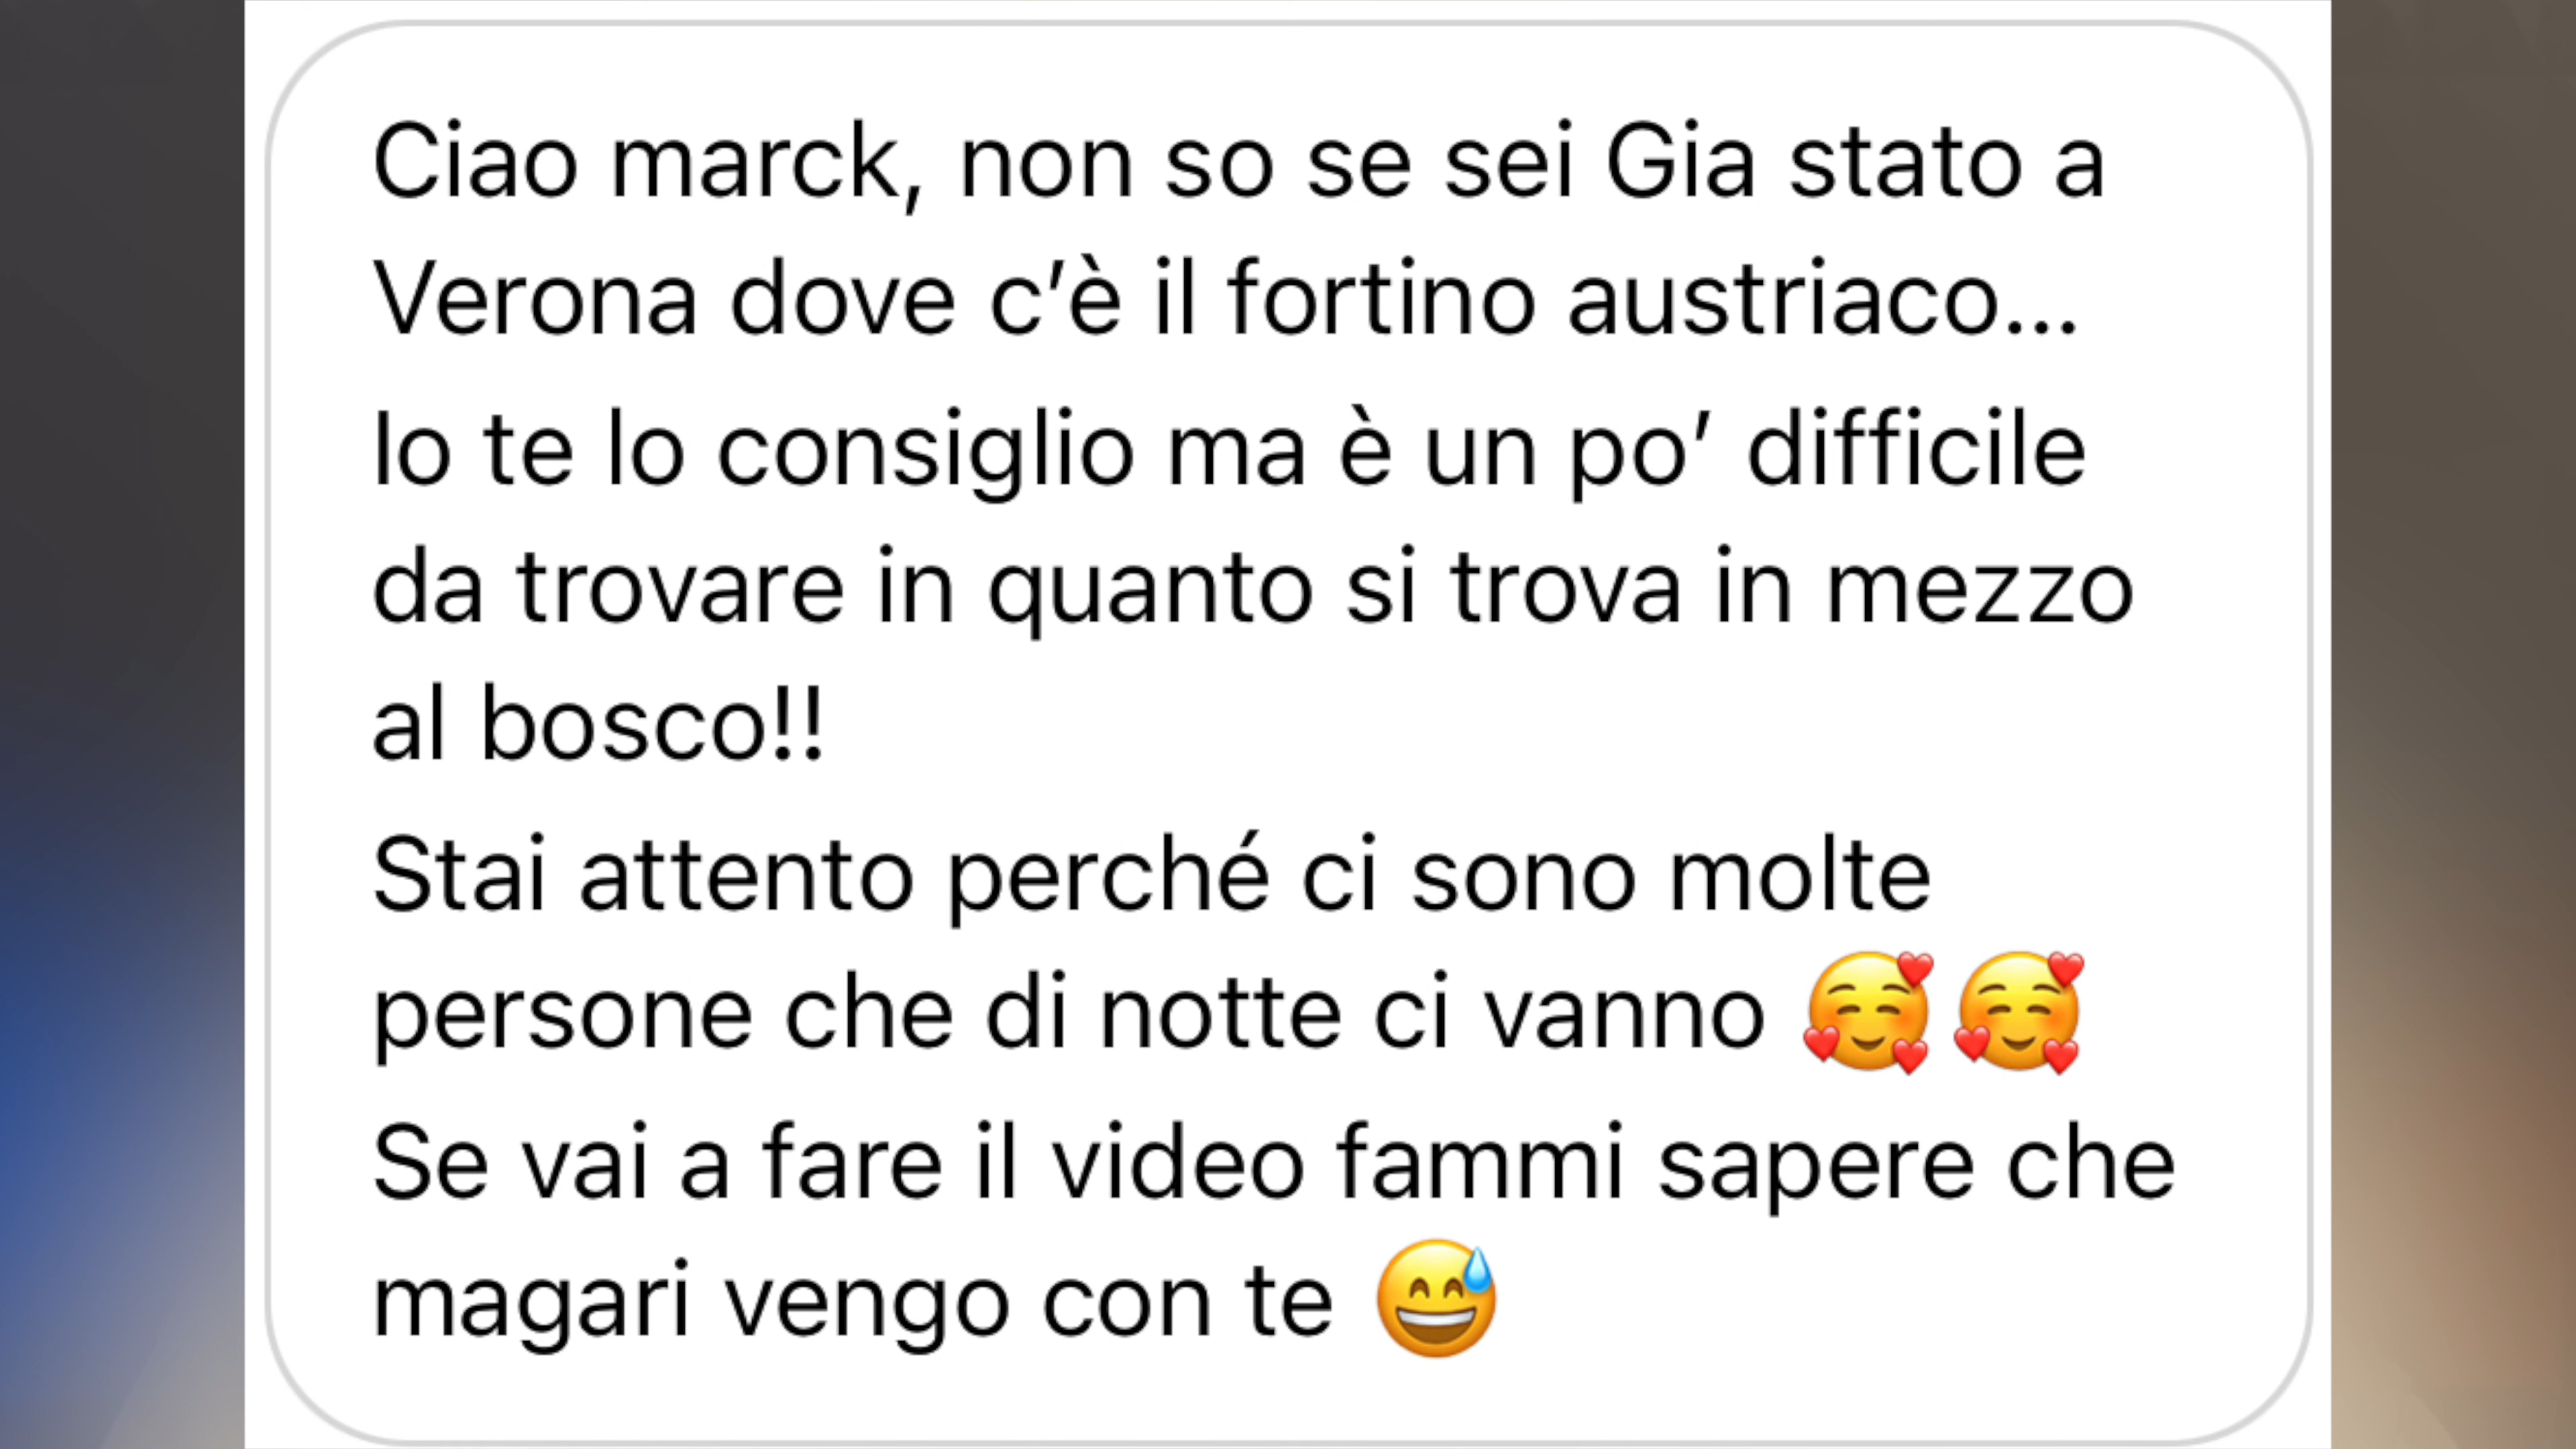 Ciao marck, non so se sei Gia stato a
Verona dove c’è il fortino austriaco...
Io te lo consiglio ma è un po’ difficile
da trovare in quanto si trova in mezzo
al bosco!!
Stai attento perché ci sono molte
persone che di notte ci vanno 🥰🥰
Se vai a fare il video fammi sapere che
magari vengo con te 😅